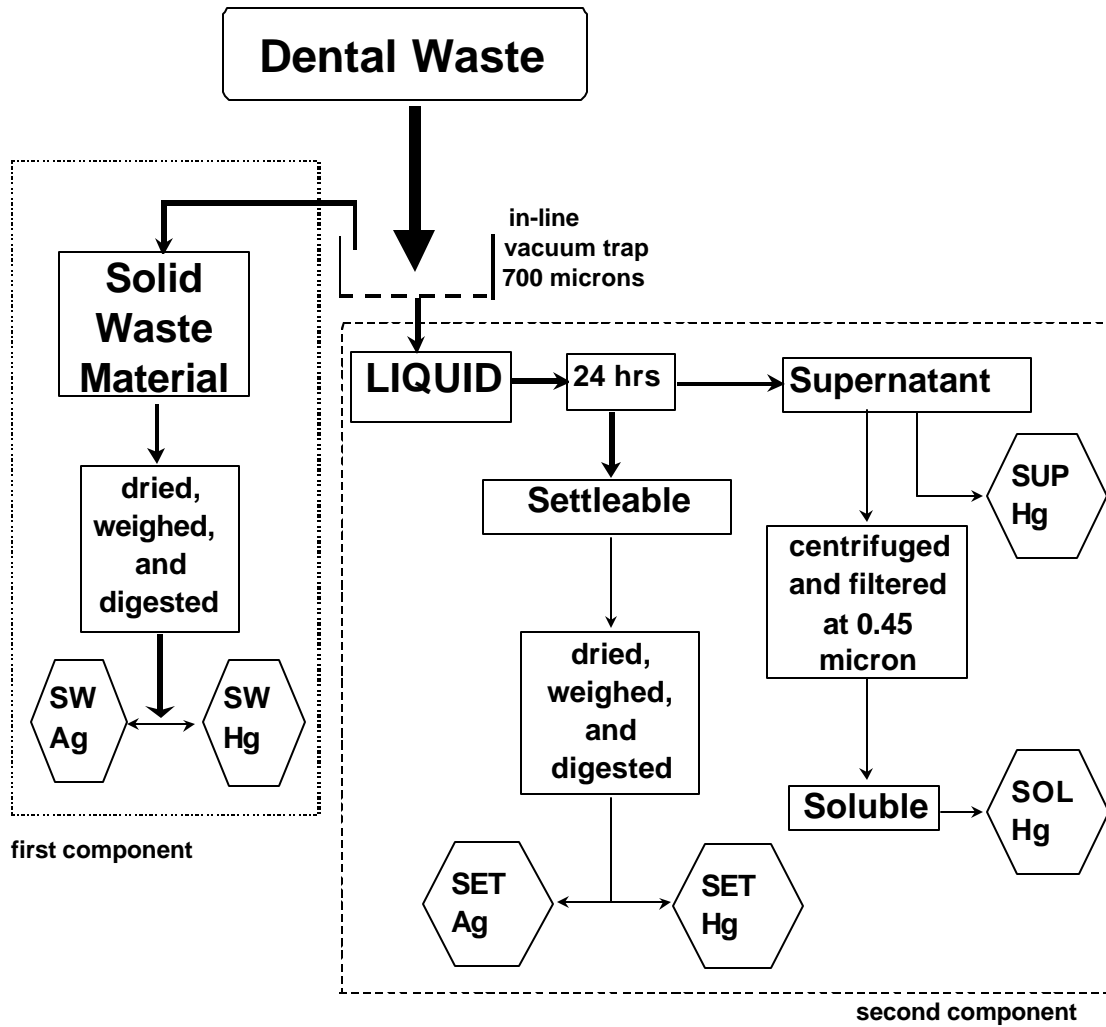 Dental Waste
in-line
vacuum trap
700 microns
Solid
Waste
Material
dried,
weighed,
and
digested
SW
Ag
SW
Hg
first component
LIQUID
24 hrs
Supernatant
Settleable
SUP
Hg
centrifuged
and filtered
at 0.45
micron
dried,
weighed,
and
digested
Soluble
SOL
Hg
SET
Ag
SET
Hg
second component